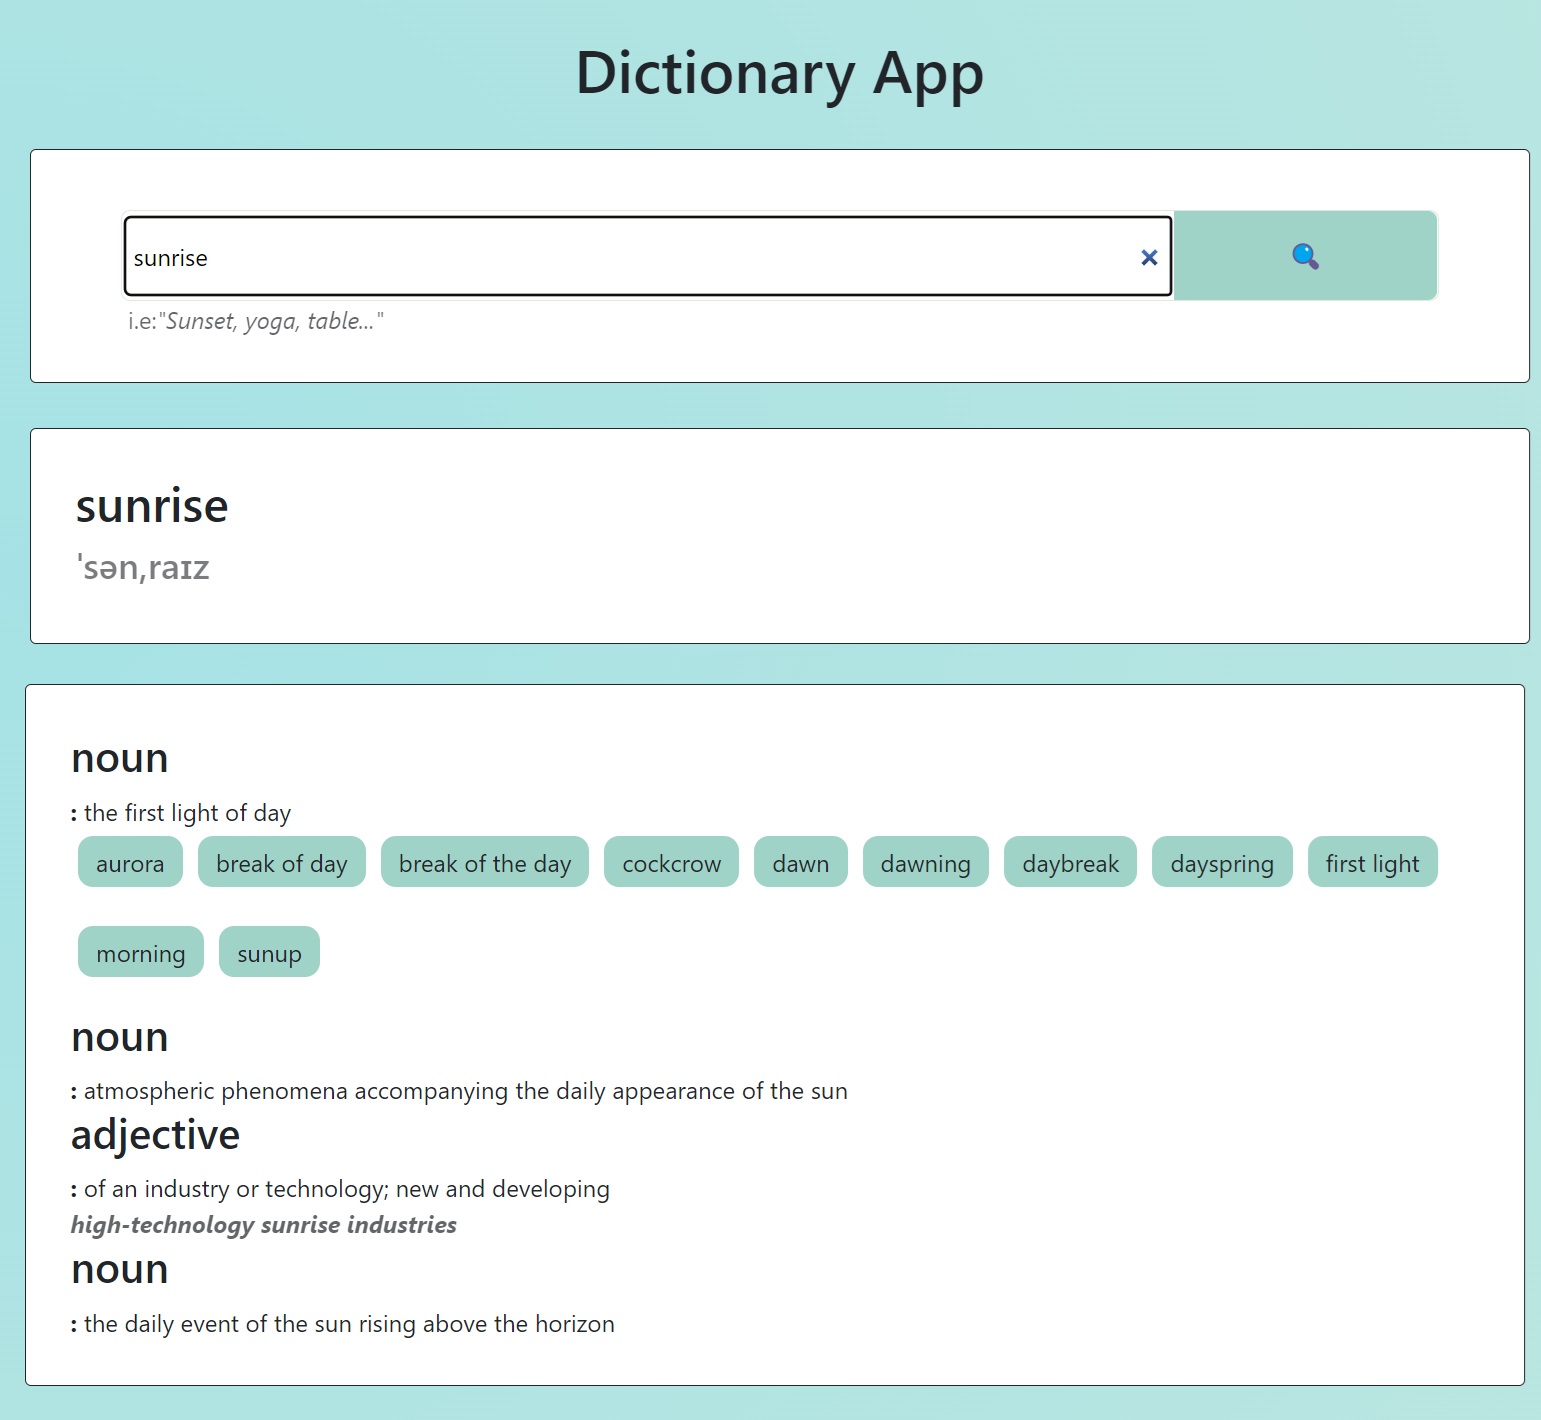 Dictionary App
sunrise
i.e:"Sunset, yoga, table..."
sunrise
ˈsən,raɪz
noun
: the first light of day
aurora break of day break of the day cockcrow dawn dawning daybreak dayspring first light
morning sunup
noun
: atmospheric phenomena accompanying the daily appearance of the sun
adjective
: of an industry or technology; new and developing
high-technology sunrise industries
noun
: the daily event of the sun rising above the horizon